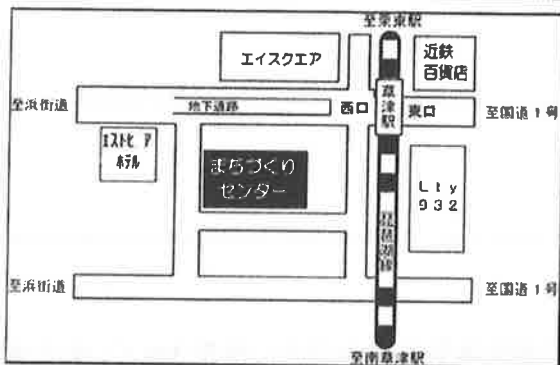 至栗東駅
エイスクエア
近鉄
百貨店
至浜街道
地下通路
西口
草津駅
東口
至国道1号
エストピア
ホテル
まちづくり
センター
Lty
932
琵琶湖線
至浜街道
至国道1号
至南草津駅